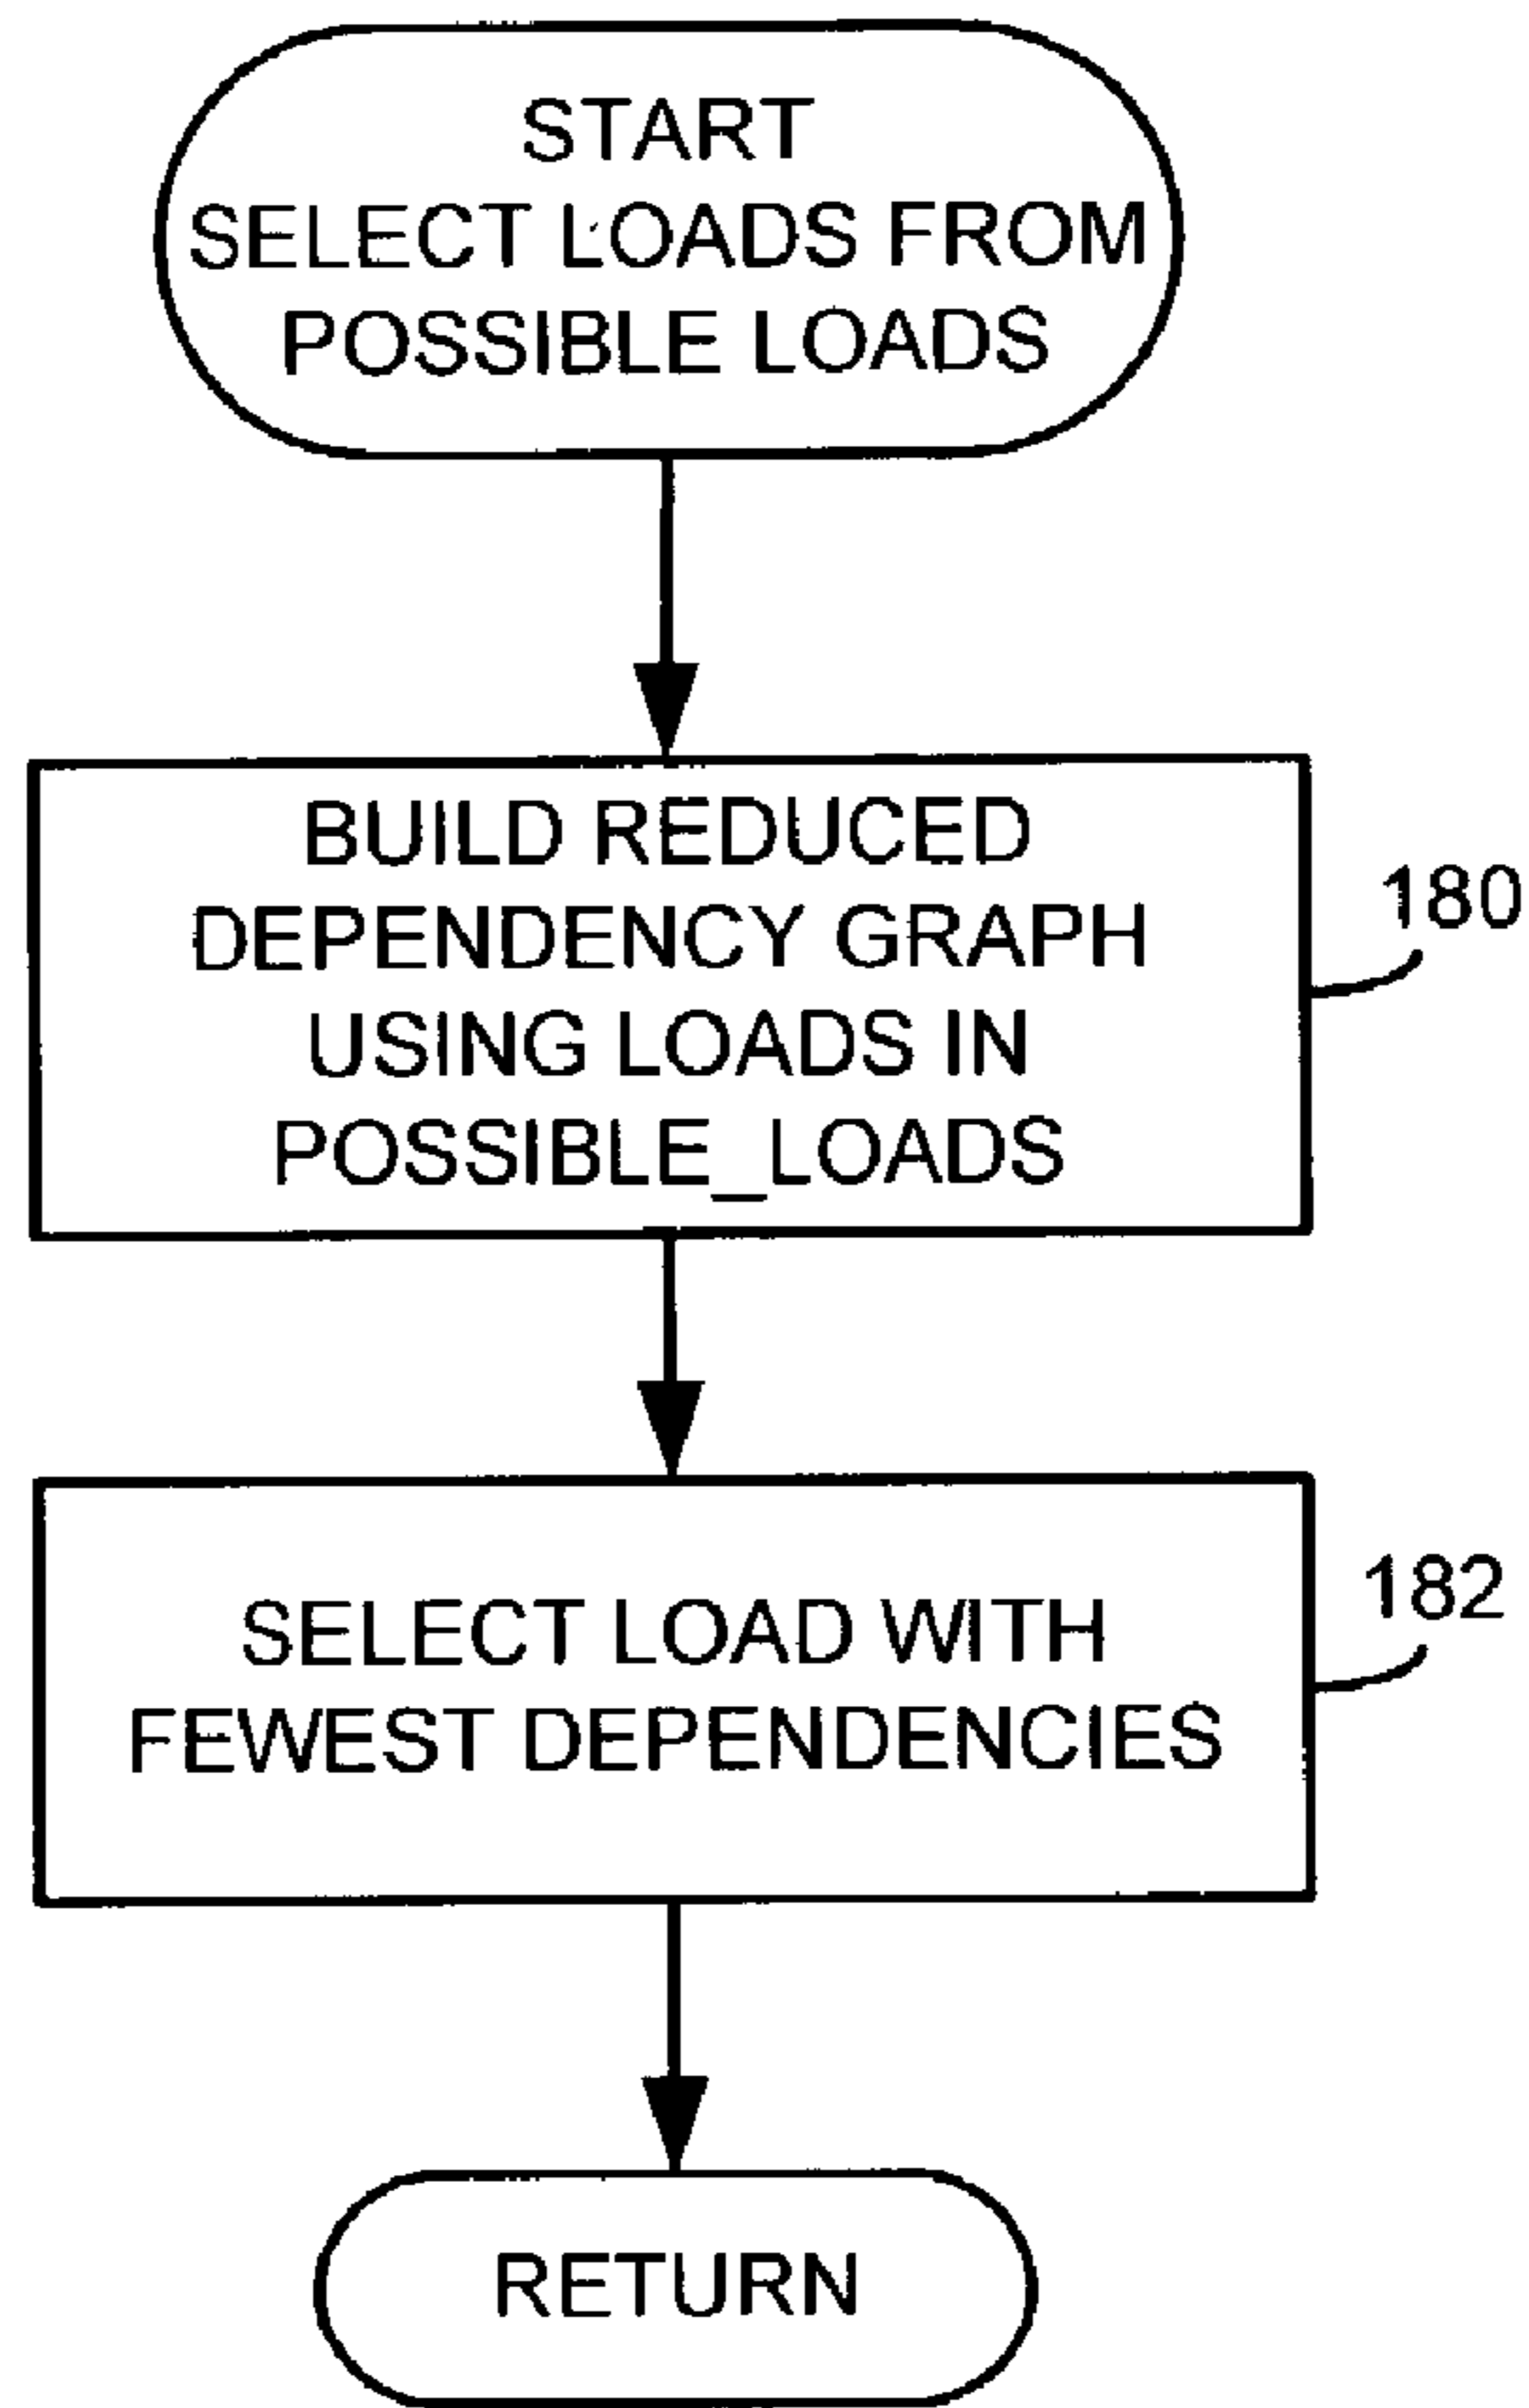 START
SELECT LOADS FROM
POSSIBLE LOADS
BUILD REDUCED
DEPENDENCY GRAPH
USING LOADS IN
POSSIBLE_LOADS
180
SELECT LOAD WITH
FEWEST DEPENDENCIES
182
RETURN